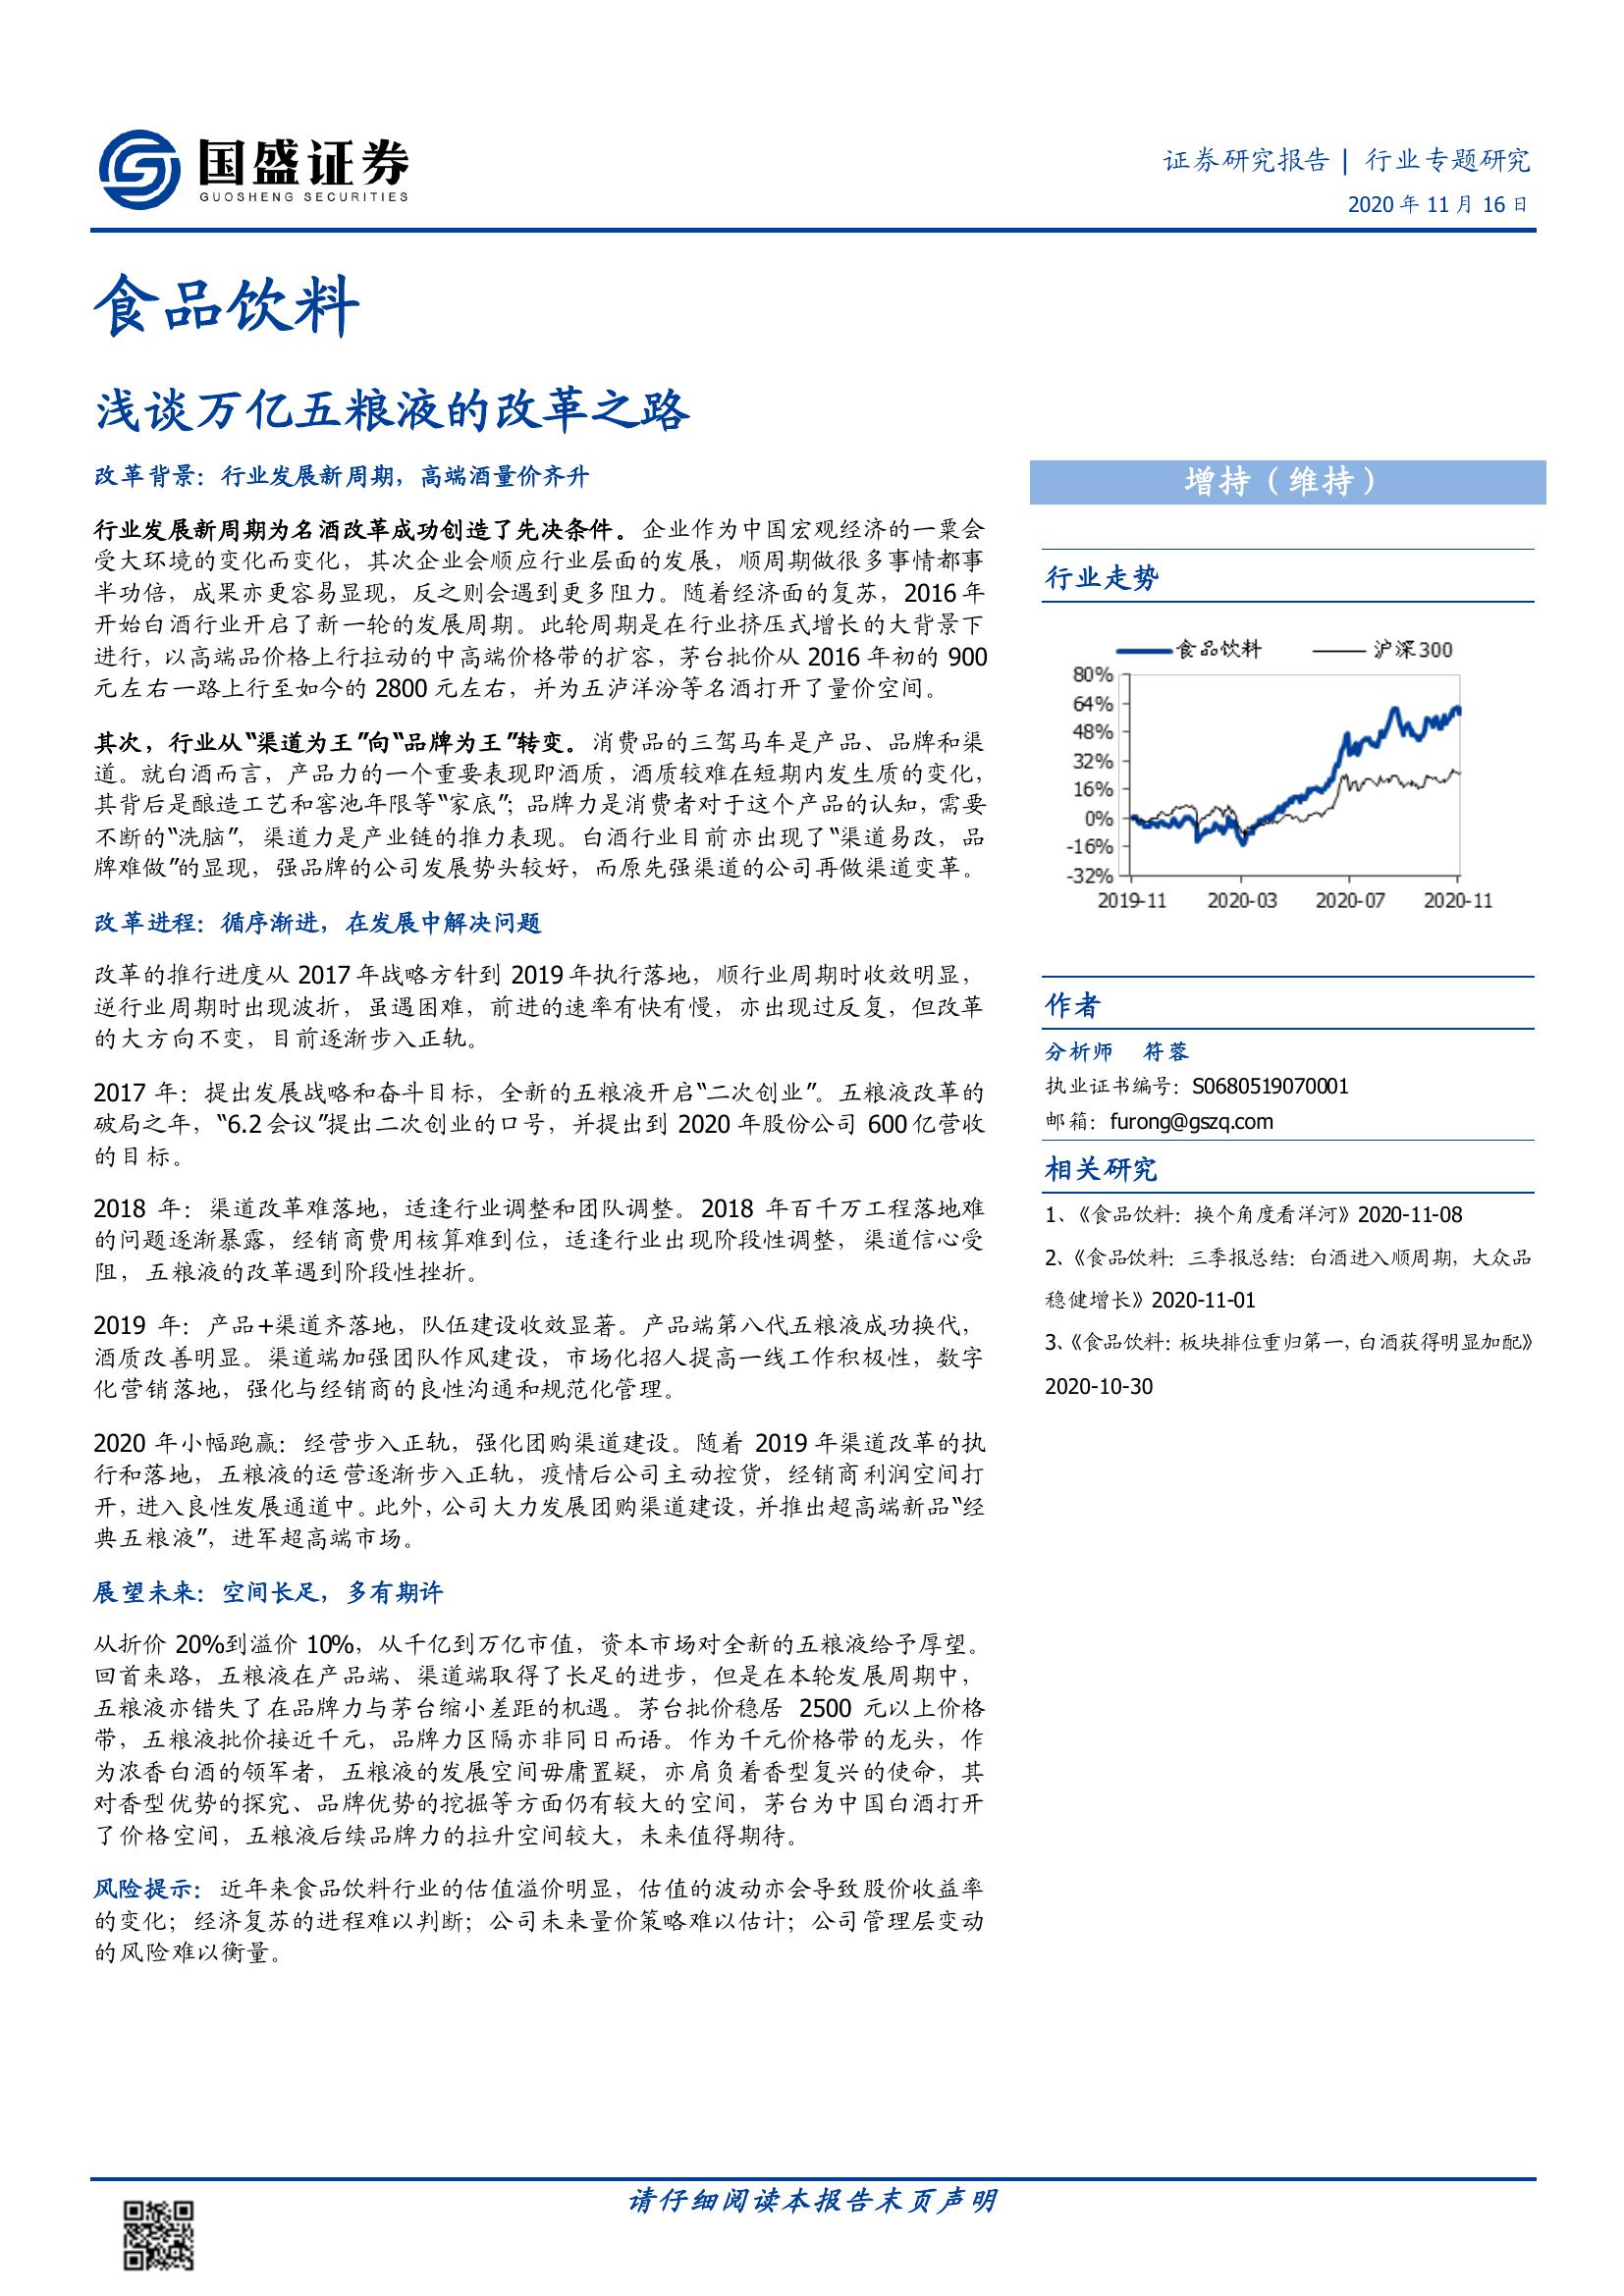 国盛证券
GUOSHENG SECURITIES
证券研究报告 | 行业专题研究
2020 年 11 月 16 日
食品饮料
浅谈万亿五粮液的改革之路
改革背景：行业发展新周期，高端酒量价齐升
行业发展新周期为名酒改革成功创造了先决条件。企业作为中国宏观经济的一粟会
受大环境的变化而变化，其次企业会顺应行业层面的发展，顺周期做很多事情都事
半功倍，成果亦更容易显现，反之则会遇到更多阻力。随着经济面的复苏，2016 年
开始白酒行业开启了新一轮的发展周期。此轮周期是在行业挤压式增长的大背景下
进行，以高端品价格上行拉动的中高端价格带的扩容，茅台批价从 2016 年初的 900
元左右一路上行至如今的 2800 元左右，并为五泸洋汾等名酒打开了量价空间。
其次，行业从“渠道为王”向“品牌为王”转变。消费品的三驾马车是产品、品牌和渠
道。就白酒而言，产品力的一个重要表现即酒质，酒质较难在短期内发生质的变化，
其背后是酿造工艺和窖池年限等“家底”；品牌力是消费者对于这个产品的认知，需要
不断的“洗脑”，渠道力是产业链的推力表现。白酒行业目前亦出现了“渠道易改，品
牌难做”的显现，强品牌的公司发展势头较好，而原先强渠道的公司再做渠道变革。
改革进程：循序渐进，在发展中解决问题
改革的推行进度从 2017 年战略方针到 2019 年执行落地，顺行业周期时收效明显，
逆行业周期时出现波折，虽遇困难，前进的速率有快有慢，亦出现过反复，但改革
的大方向不变，目前逐渐步入正轨。
2017 年：提出发展战略和奋斗目标，全新的五粮液开启“二次创业”。五粮液改革的
破局之年，“6.2 会议”提出二次创业的口号，并提出到 2020 年股份公司 600 亿营收
的目标。
2018 年：渠道改革难落地，适逢行业调整和团队调整。2018 年百千万工程落地难
的问题逐渐暴露，经销商费用核算难到位，适逢行业出现阶段性调整，渠道信心受
阻，五粮液的改革遇到阶段性挫折。
2019 年：产品+渠道齐落地，队伍建设收效显著。产品端第八代五粮液成功换代，
酒质改善明显。渠道端加强团队作风建设，市场化招人提高一线工作积极性，数字
化营销落地，强化与经销商的良性沟通和规范化管理。
2020 年小幅跑赢：经营步入正轨，强化团购渠道建设。随着 2019 年渠道改革的执
行和落地，五粮液的运营逐渐步入正轨，疫情后公司主动控货，经销商利润空间打
开，进入良性发展通道中。此外，公司大力发展团购渠道建设，并推出超高端新品“经
典五粮液”，进军超高端市场。
展望未来：空间长足，多有期许
从折价 20%到溢价 10%，从千亿到万亿市值，资本市场对全新的五粮液给予厚望。
回首来路，五粮液在产品端、渠道端取得了长足的进步，但是在本轮发展周期中，
五粮液亦错失了在品牌力与茅台缩小差距的机遇。茅台批价稳居 2500 元以上价格
带，五粮液批价接近千元，品牌力区隔亦非同日而语。作为千元价格带的龙头，作
为浓香白酒的领军者，五粮液的发展空间毋庸置疑，亦肩负着香型复兴的使命，其
对香型优势的探究、品牌优势的挖掘等方面仍有较大的空间，茅台为中国白酒打开
了价格空间，五粮液后续品牌力的拉升空间较大，未来值得期待。
风险提示：近年来食品饮料行业的估值溢价明显，估值的波动亦会导致股价收益率
的变化；经济复苏的进程难以判断；公司未来量价策略难以估计；公司管理层变动
的风险难以衡量。
增持（维持）
行业走势
食品饮料 沪深300
80%
64%
48%
32%
16%
0%
-16%
-32%
2019-11 2020-03 2020-07 2020-11
作者
分析师 符蓉
执业证书编号：S0680519070001
邮箱：furong@gszq.com
相关研究
1、《食品饮料：换个角度看洋河》2020-11-08
2、《食品饮料：三季报总结：白酒进入顺周期，大众品
稳健增长》2020-11-01
3、《食品饮料：板块排位重归第一，白酒获得明显加配》
2020-10-30
请仔细阅读本报告末页声明